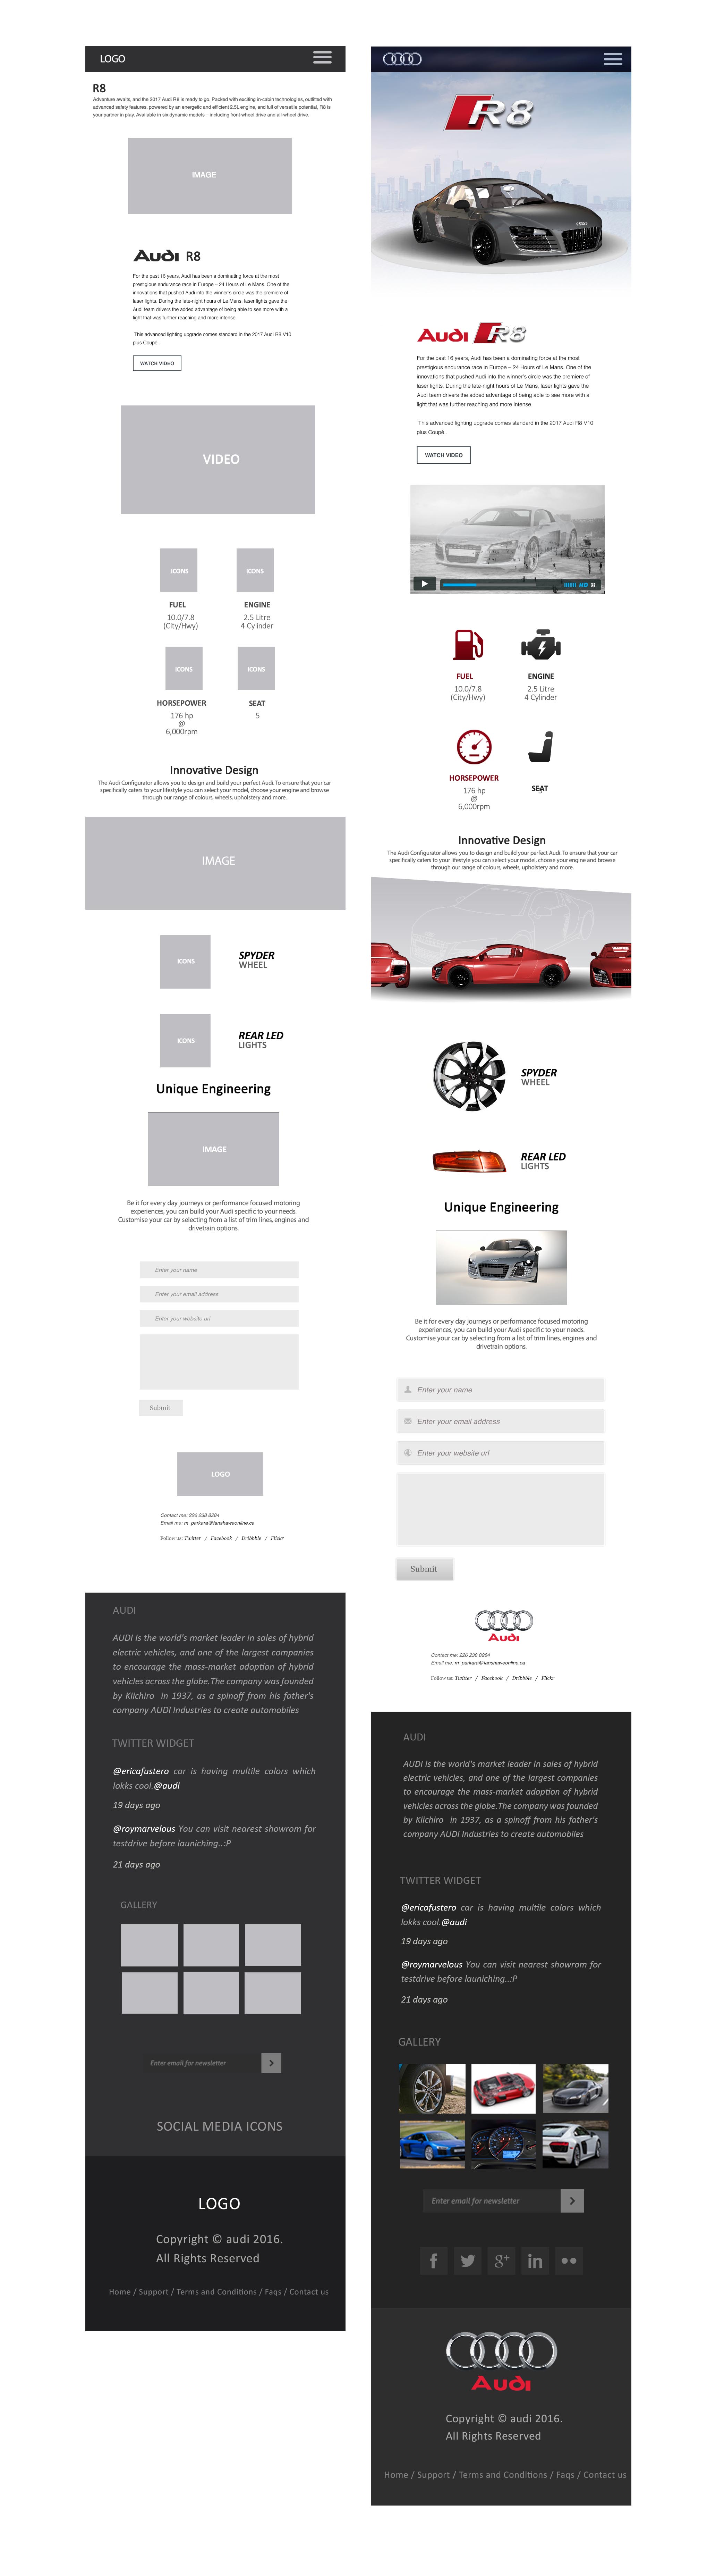 LOGO
R8
Adventure awaits, and the 2017 Audi R8 is ready to go. Packed with exciting in-cabin technologies, outfitted with
advanced safety features, powered by an energetic and efficient 2.5L engine, and full of versatile potential, R8 is
your partner in play. Available in six dynamic models – including front-wheel drive and all-wheel drive.
IMAGE
Audi R8
For the past 16 years, Audi has been a dominating force at the most
prestigious endurance race in Europe – 24 Hours of Le Mans. One of the
innovations that pushed Audi into the winner's circle was the premiere of
laser lights. During the late-night hours of Le Mans, laser lights gave the
Audi team drivers the added advantage of being able to see more with a
light that was further reaching and more intense.
This advanced lighting upgrade comes standard in the 2017 Audi R8 V10
plus Coupé..
WATCH VIDEO
VIDEO
ICONS
ICONS
FUEL
ENGINE
10.0/7.8
(City/Hwy)
2.5 Litre
4 Cylinder
ICONS
ICONS
HORSEPOWER
SEAT
176 hp
@
6,000rpm
5
Innovative Design
The Audi Configurator allows you to design and build your perfect Audi. To ensure that your car
specifically caters to your lifestyle you can select your model, choose your engine and browse
through our range of colours, wheels, upholstery and more.
IMAGE
ICONS
SPYDER
WHEEL
ICONS
REAR LED
LIGHTS
Unique Engineering
IMAGE
Be it for every day journeys or performance focused motoring
experiences, you can build your Audi specific to your needs.
Customise your car by selecting from a list of trim lines, engines and
drivetrain options.
Enter your name
Enter your email address
Enter your website url
Submit
LOGO
Contact me: 226 238 8284
Email me: m_parkara@fanshaweonline.ca
Follow us: Twitter / Facebook / Dribbble / Flickr
AUDI
AUDI is the world's market leader in sales of hybrid
electric vehicles, and one of the largest companies
to encourage the mass-market adoption of hybrid
vehicles across the globe.The company was founded
by Kiichiro in 1937, as a spinoff from his father's
company AUDI Industries to create automobiles
TWITTER WIDGET
@ericafustero car is having multile colors which
lokks cool.@audi
19 days ago
@roymarvelous You can visit nearest showrom for
testdrive before launiching..:P
21 days ago
GALLERY
Enter email for newsletter
SOCIAL MEDIA ICONS
LOGO
Copyright © audi 2016.
All Rights Reserved
Home / Support / Terms and Conditions / Faqs / Contact us
R8
Audi R8
For the past 16 years, Audi has been a dominating force at the most
prestigious endurance race in Europe – 24 Hours of Le Mans. One of the
innovations that pushed Audi into the winner's circle was the premiere of
laser lights. During the late-night hours of Le Mans, laser lights gave the
Audi team drivers the added advantage of being able to see more with a
light that was further reaching and more intense.
This advanced lighting upgrade comes standard in the 2017 Audi R8 V10
plus Coupé.
WATCH VIDEO
HD
FUEL
ENGINE
10.0/7.8
(City/Hwy)
2.5 Litre
4 Cylinder
HORSEPOWER
SEAT
176 hp
@
6,000rpm
Innovative Design
The Audi Configurator allows you to design and build your perfect Audi. To ensure that your car
specifically caters to your lifestyle you can select your model, choose your engine and browse
through our range of colours, wheels, upholstery and more.
SPYDER
WHEEL
REAR LED
LIGHTS
Unique Engineering
Be it for every day journeys or performance focused motoring
experiences, you can build your Audi specific to your needs.
Customise your car by selecting from a list of trim lines, engines and
drivetrain options.
Enter your name
Enter your email address
Enter your website url
Submit
Audi
Contact me: 226 238 8284
Email me: m_parkara@fanshaweonline.ca
Follow us: Twitter / Facebook / Dribbble / Flickr
AUDI
AUDI is the world's market leader in sales of hybrid
electric vehicles, and one of the largest companies
to encourage the mass-market adoption of hybrid
vehicles across the globe.The company was founded
by Kiichiro in 1937, as a spinoff from his father's
company AUDI Industries to create automobiles
TWITTER WIDGET
@ericafustero car is having multile colors which
lokks cool.@audi
19 days ago
@roymarvelous You can visit nearest showrom for
testdrive before launiching..:P
21 days ago
GALLERY
Enter email for newsletter
f
g+
in
Audi
Copyright © audi 2016.
All Rights Reserved
Home / Support / Terms and Conditions / Faqs / Contact us